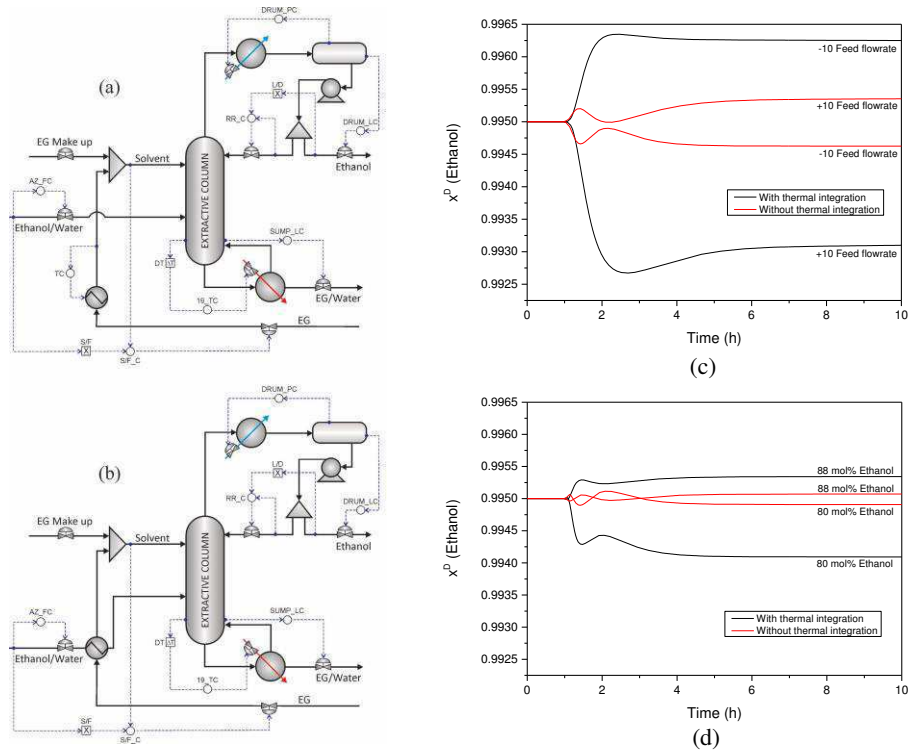 (a)
DRUM_PC
L/D
X
RR_C
DRUM_LC
EG Make up
Solvent
Ethanol
AZ_FC
Ethanol/Water
EXTRACTIVE COLUMN
SUMP_LC
DT
ΔT
TC
19_TC
EG/Water
EG
S/F
X
S/F_C
(b)
DRUM_PC
L/D
X
RR_C
DRUM_LC
EG Make up
Solvent
Ethanol
AZ_FC
Ethanol/Water
EXTRACTIVE COLUMN
SUMP_LC
DT
ΔT
19_TC
EG/Water
EG
S/F
X
S/F_C
0.9965
0.9960
0.9955
0.9950
0.9945
0.9940
0.9935
0.9930
0.9925
x^D (Ethanol)
-10 Feed flowrate
+10 Feed flowrate
-10 Feed flowrate
With thermal integration
Without thermal integration
+10 Feed flowrate
0 2 4 6 8 10
Time (h)
(c)
0.9965
0.9960
0.9955
0.9950
0.9945
0.9940
0.9935
0.9930
0.9925
x^D (Ethanol)
88 mol% Ethanol
88 mol% Ethanol
80 mol% Ethanol
80 mol% Ethanol
With thermal integration
Without thermal integration
0 2 4 6 8 10
Time (h)
(d)